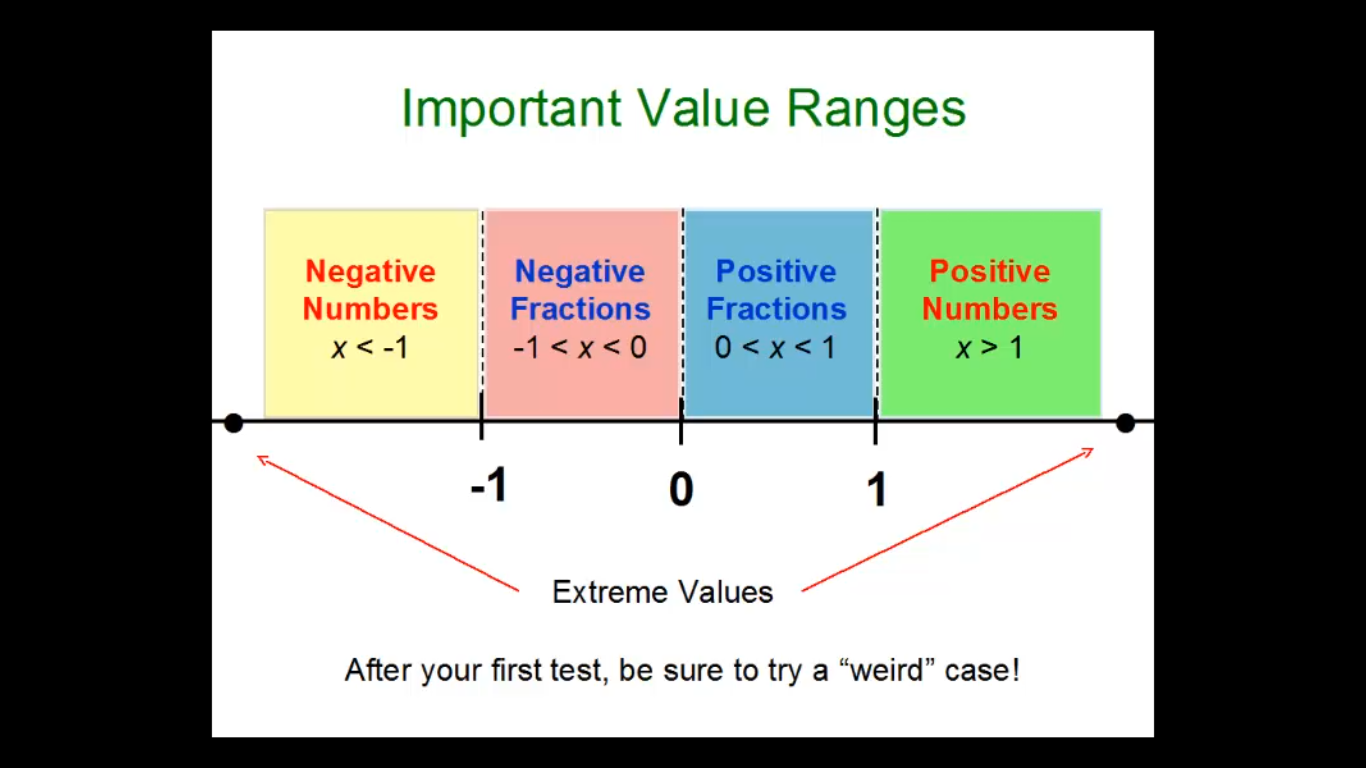 Important Value Ranges
Negative
Numbers
x < -1
Negative
Fractions
-1 < x < 0
Positive
Fractions
0 < x < 1
Positive
Numbers
x > 1
-1
0
1
Extreme Values
After your first test, be sure to try a “weird” case!